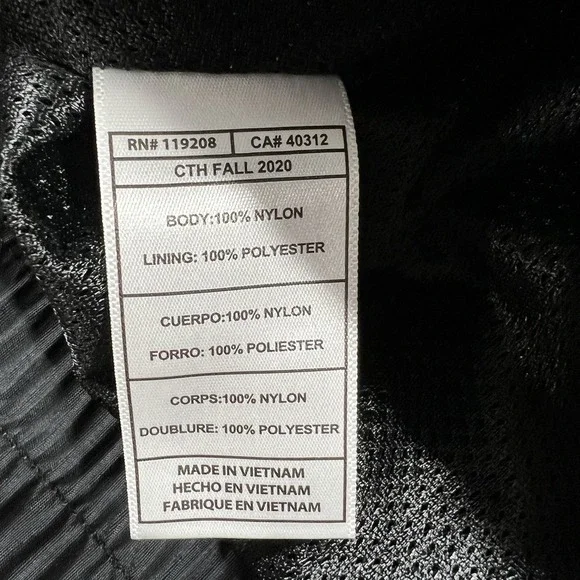 RN# 119208 CA# 40312
CTH FALL 2020
BODY:100% NYLON
LINING: 100% POLYESTER
CUERPO:100% NYLON
FORRO: 100% POLIESTER
CORPS:100% NYLON
DOUBLURE: 100% POLYESTER
MADE IN VIETNAM
HECHO EN VIETNAM
FABRIQUE EN VIETNAM